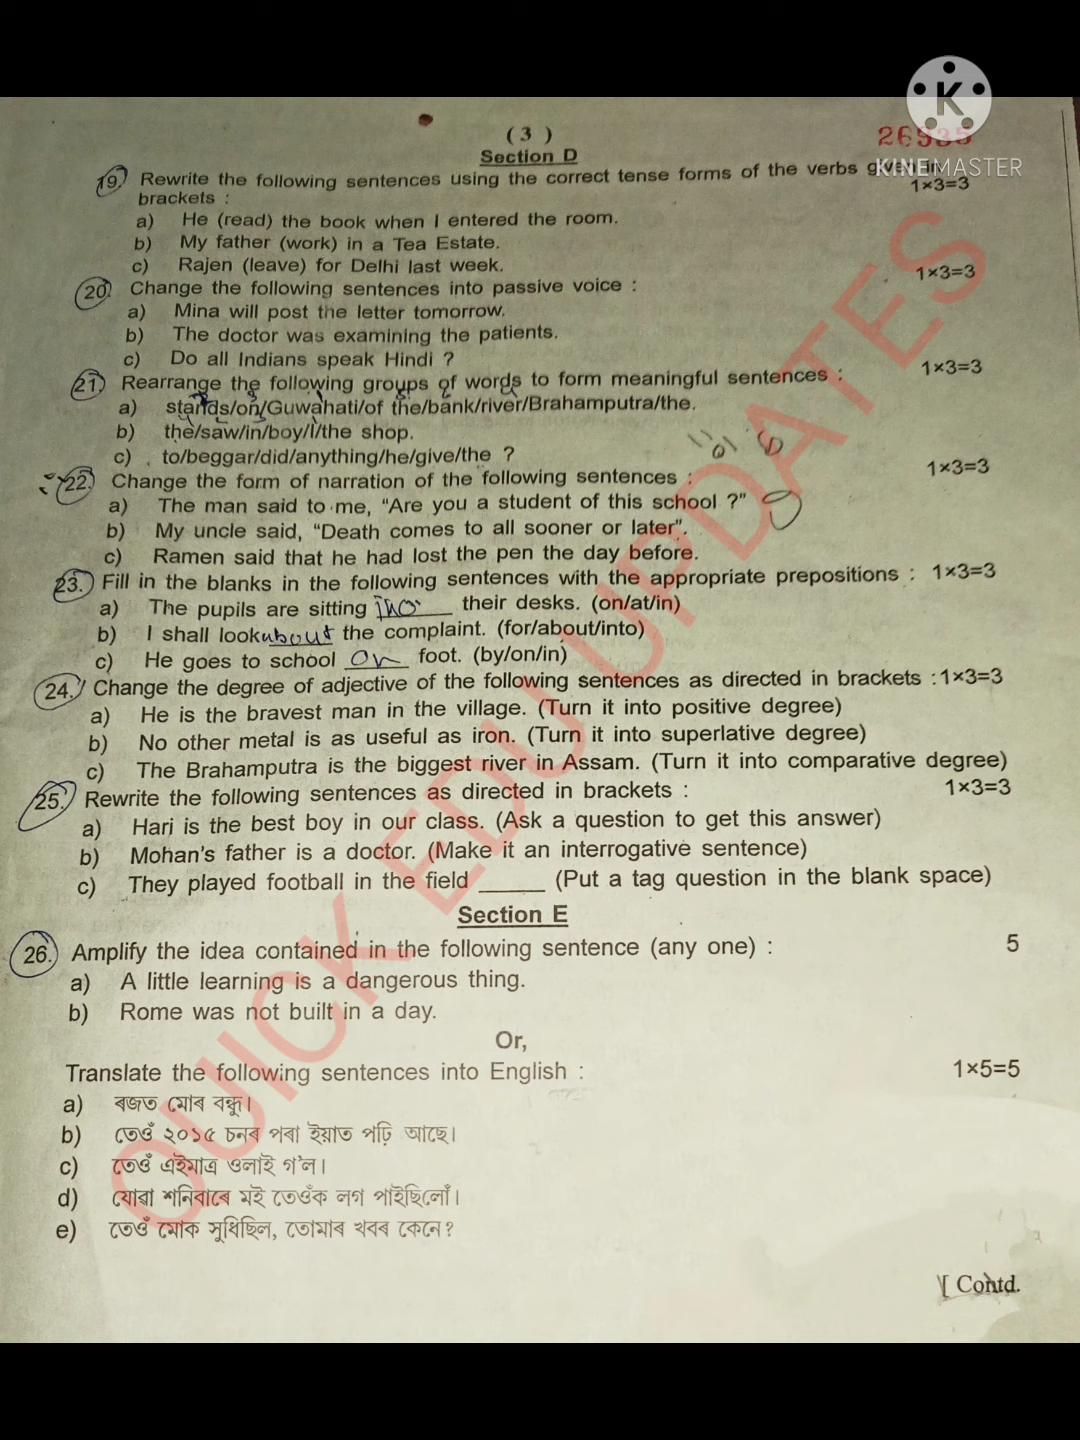 K
KINEMASTER
( 3 )
26935
Section D
19. Rewrite the following sentences using the correct tense forms of the verbs given in
brackets : 1×3=3
a) He (read) the book when I entered the room.
b) My father (work) in a Tea Estate.
c) Rajen (leave) for Delhi last week.
20. Change the following sentences into passive voice : 1×3=3
a) Mina will post the letter tomorrow.
b) The doctor was examining the patients.
c) Do all Indians speak Hindi ?
21. Rearrange the following groups of words to form meaningful sentences : 1×3=3
a) stands/on/Guwahati/of the/bank/river/Brahamputra/the.
b) the/saw/in/boy/I/the shop.
c) to/beggar/did/anything/he/give/the ?
22. Change the form of narration of the following sentences : 1×3=3
a) The man said to me, “Are you a student of this school ?”
b) My uncle said, “Death comes to all sooner or later”.
c) Ramen said that he had lost the pen the day before.
23. Fill in the blanks in the following sentences with the appropriate prepositions : 1×3=3
a) The pupils are sitting ____ their desks. (on/at/in)
b) I shall look about the complaint. (for/about/into)
c) He goes to school on foot. (by/on/in)
24. Change the degree of adjective of the following sentences as directed in brackets : 1×3=3
a) He is the bravest man in the village. (Turn it into positive degree)
b) No other metal is as useful as iron. (Turn it into superlative degree)
c) The Brahamputra is the biggest river in Assam. (Turn it into comparative degree)
25. Rewrite the following sentences as directed in brackets : 1×3=3
a) Hari is the best boy in our class. (Ask a question to get this answer)
b) Mohan’s father is a doctor. (Make it an interrogative sentence)
c) They played football in the field _____ (Put a tag question in the blank space)
Section E
26. Amplify the idea contained in the following sentence (any one) : 5
a) A little learning is a dangerous thing.
b) Rome was not built in a day.
Or,
Translate the following sentences into English : 1×5=5
a) ৰজত মোৰ বন্ধু।
b) তেওঁ ২০১৫ চনৰ পৰা ইয়াত পঢ়ি আছে।
c) তেওঁ এইমাত্ৰ ওলাই গ’ল।
d) যোৱা শনিবাৰে মই তেওঁক লগ পাইছিলোঁ।
e) তেওঁ মোক সুধিছিল, তোমাৰ খবৰ কেনে?
[ Contd.
QUICK EDU UPDATES